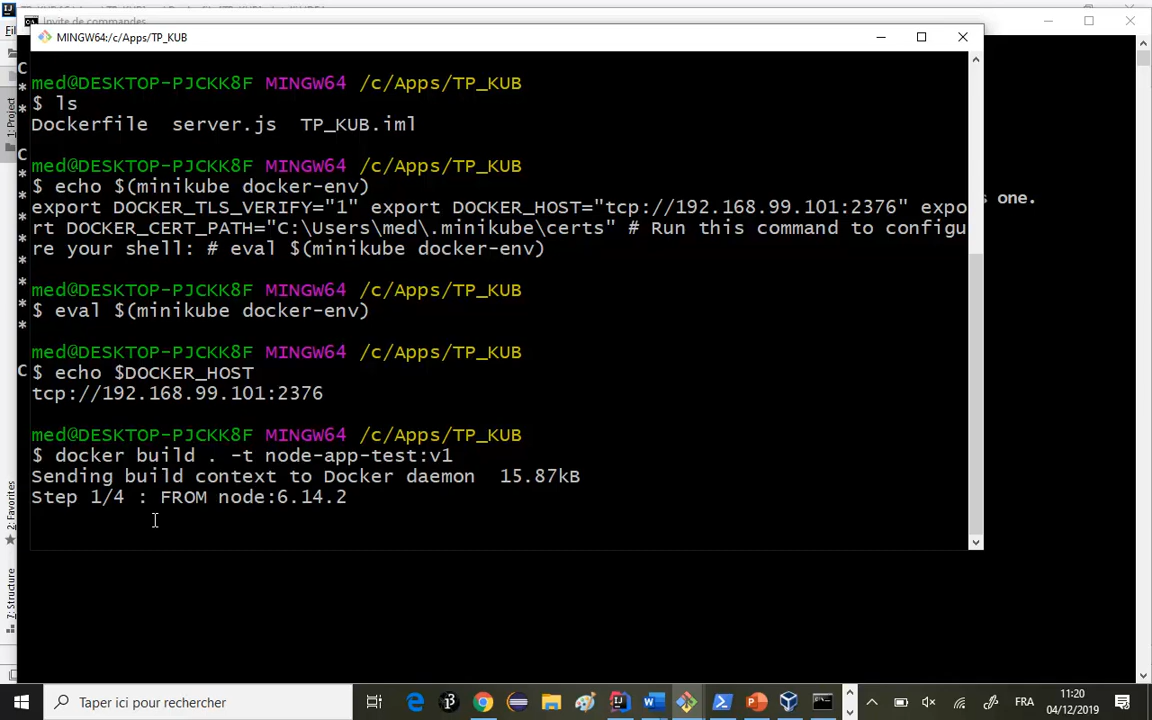 Invite de commandes
MINGW64:/c/Apps/TP_KUB
med@DESKTOP-PJCKK8F MINGW64 /c/Apps/TP_KUB
$ ls
Dockerfile server.js TP_KUB.iml
med@DESKTOP-PJCKK8F MINGW64 /c/Apps/TP_KUB
$ echo $(minikube docker-env)
export DOCKER_TLS_VERIFY="1" export DOCKER_HOST="tcp://192.168.99.101:2376" expo
rt DOCKER_CERT_PATH="C:\Users\med\.minikube\certs" # Run this command to configu
re your shell: # eval $(minikube docker-env)
s one.
med@DESKTOP-PJCKK8F MINGW64 /c/Apps/TP_KUB
$ eval $(minikube docker-env)
med@DESKTOP-PJCKK8F MINGW64 /c/Apps/TP_KUB
$ echo $DOCKER_HOST
tcp://192.168.99.101:2376
med@DESKTOP-PJCKK8F MINGW64 /c/Apps/TP_KUB
$ docker build . -t node-app-test:v1
Sending build context to Docker daemon 15.87kB
Step 1/4 : FROM node:6.14.2
1: Project
2: Favorites
7: Structure
Taper ici pour rechercher
FRA
11:20
04/12/2019